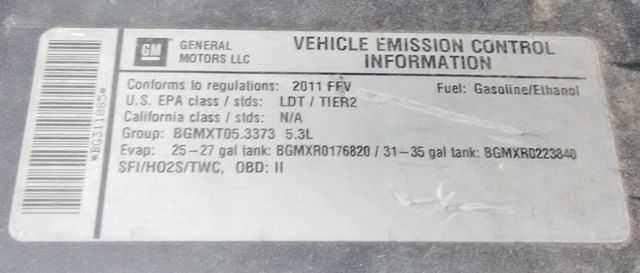 *BG311885*
GM
GENERAL MOTORS LLC
VEHICLE EMISSION CONTROL INFORMATION
Conforms to regulations: 2011 FFV Fuel: Gasoline/Ethanol
U.S. EPA class / stds: LDT / TIER2
California class / stds: N/A
Group: BGMXT05.3373 5.3L
Evap: 25-27 gal tank: BGMXR0176820 / 31-35 gal tank: BGMXR0223840
SFI/HO2S/TWC, OBD: II